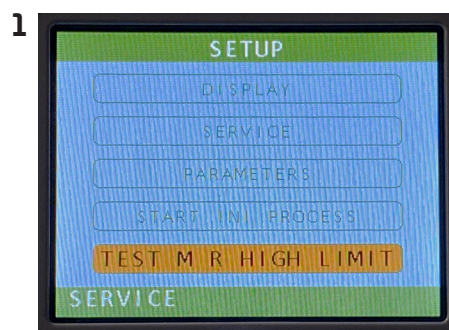 1
SETUP
DISPLAY
SERVICE
PARAMETERS
START INI PROCESS
TEST M R HIGH LIMIT
SERVICE